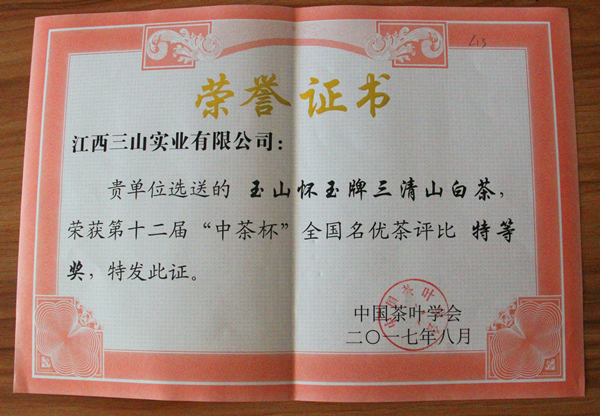 荣誉证书
江西三山实业有限公司：
贵单位选送的 玉山怀玉牌三清山白茶，
荣获第十二届“中茶杯”全国名优茶评比 特等
奖，特发此证。
中国茶叶学会
二〇一七年八月